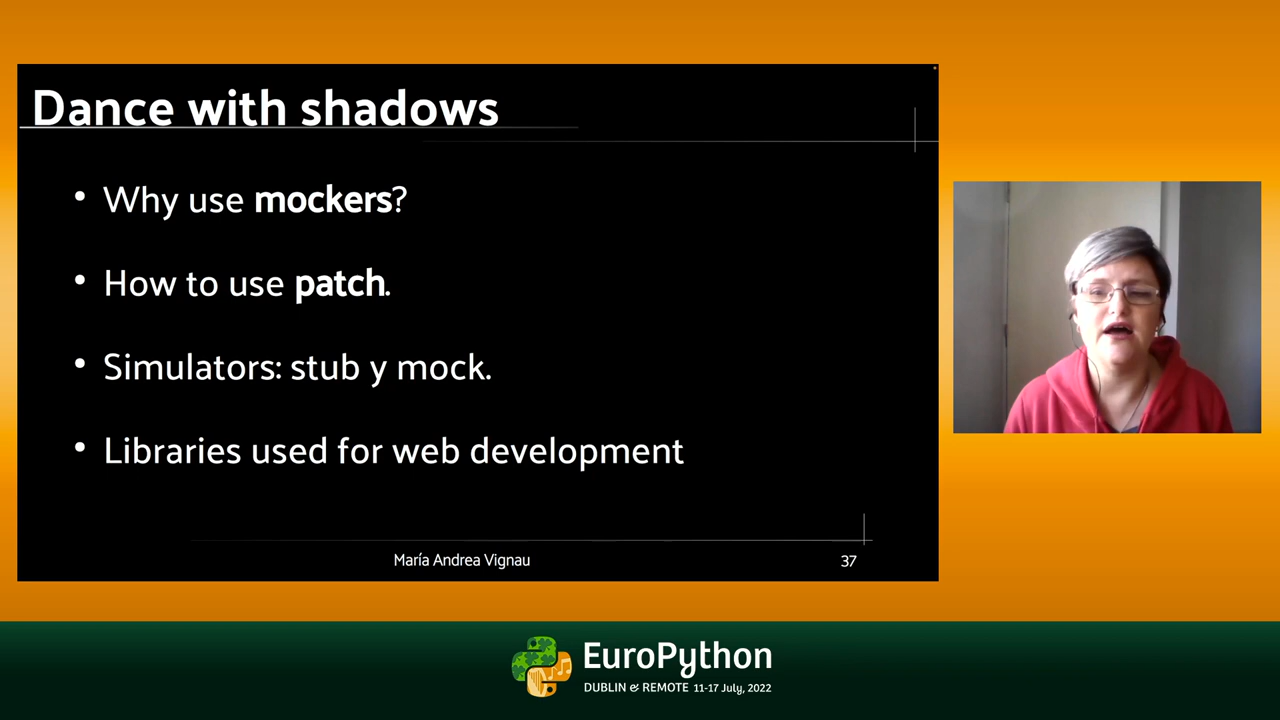 Dance with shadows
• Why use mockers?
• How to use patch.
• Simulators: stub y mock.
• Libraries used for web development
María Andrea Vignau
37
EuroPython
DUBLIN & REMOTE 11-17 July, 2022